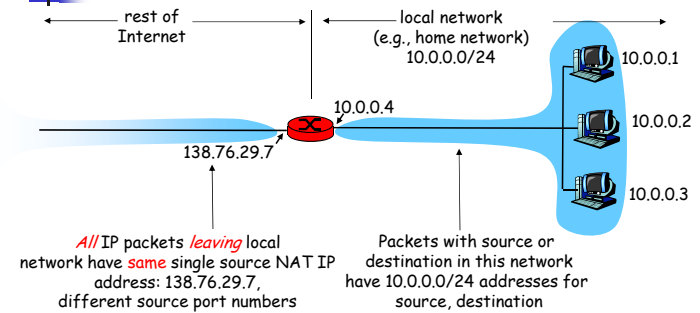 rest of
Internet
local network
(e.g., home network)
10.0.0.0/24
10.0.0.1
10.0.0.4
10.0.0.2
138.76.29.7
10.0.0.3
All IP packets leaving local
network have same single source NAT IP
address: 138.76.29.7,
different source port numbers
Packets with source or
destination in this network
have 10.0.0.0/24 addresses for
source, destination